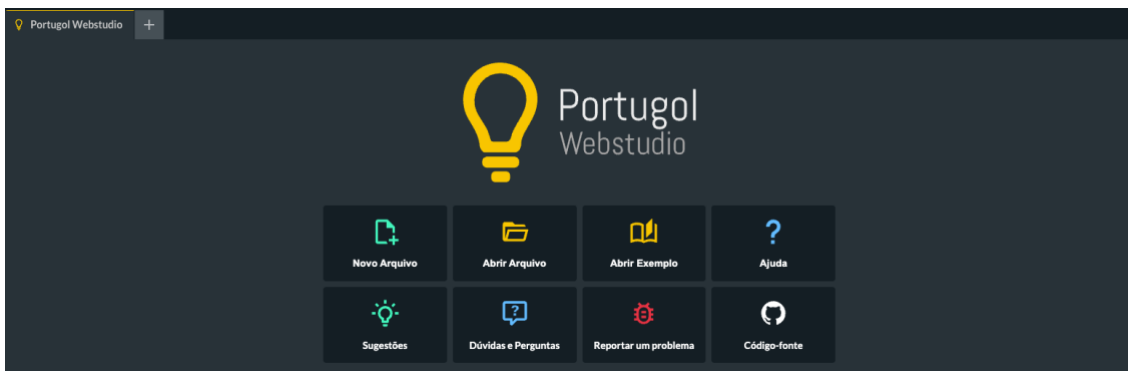 Portugol Webstudio +
Portugol
Webstudio
Novo Arquivo
Abrir Arquivo
Abrir Exemplo
Ajuda
Sugestões
Dúvidas e Perguntas
Reportar um problema
Código-fonte